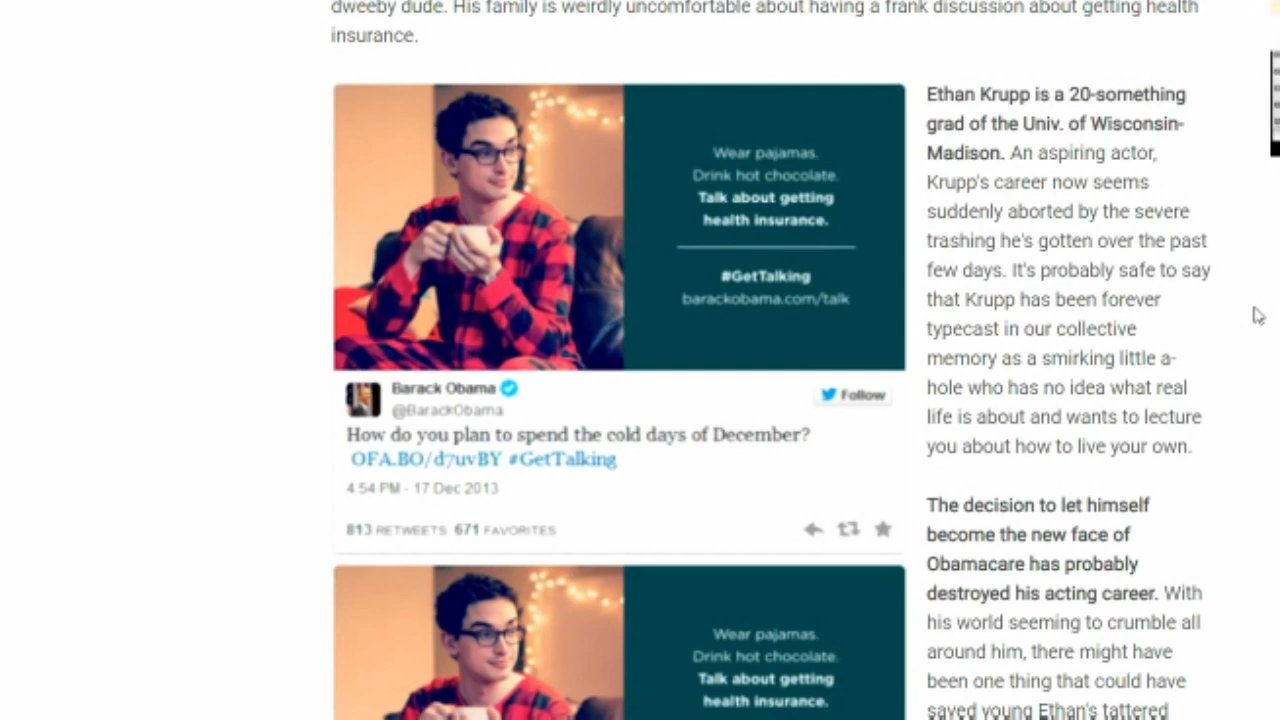 dweeby dude. His family is weirdly uncomfortable about having a frank discussion about getting health
insurance.
Wear pajamas.
Drink hot chocolate.
Talk about getting
health insurance.
#GetTalking
barackobama.com/talk
Barack Obama
@BarackObama
Follow
How do you plan to spend the cold days of December?
OFA.BO/d7uvBY #GetTalking
4:54 PM - 17 Dec 2013
813 RETWEETS 671 FAVORITES
Wear pajamas.
Drink hot chocolate.
Talk about getting
health insurance.
Ethan Krupp is a 20-something
grad of the Univ. of Wisconsin-
Madison. An aspiring actor,
Krupp's career now seems
suddenly aborted by the severe
trashing he's gotten over the past
few days. It's probably safe to say
that Krupp has been forever
typecast in our collective
memory as a smirking little a-
hole who has no idea what real
life is about and wants to lecture
you about how to live your own.
The decision to let himself
become the new face of
Obamacare has probably
destroyed his acting career. With
his world seeming to crumble all
around him, there might have
been one thing that could have
saved young Ethan's tattered